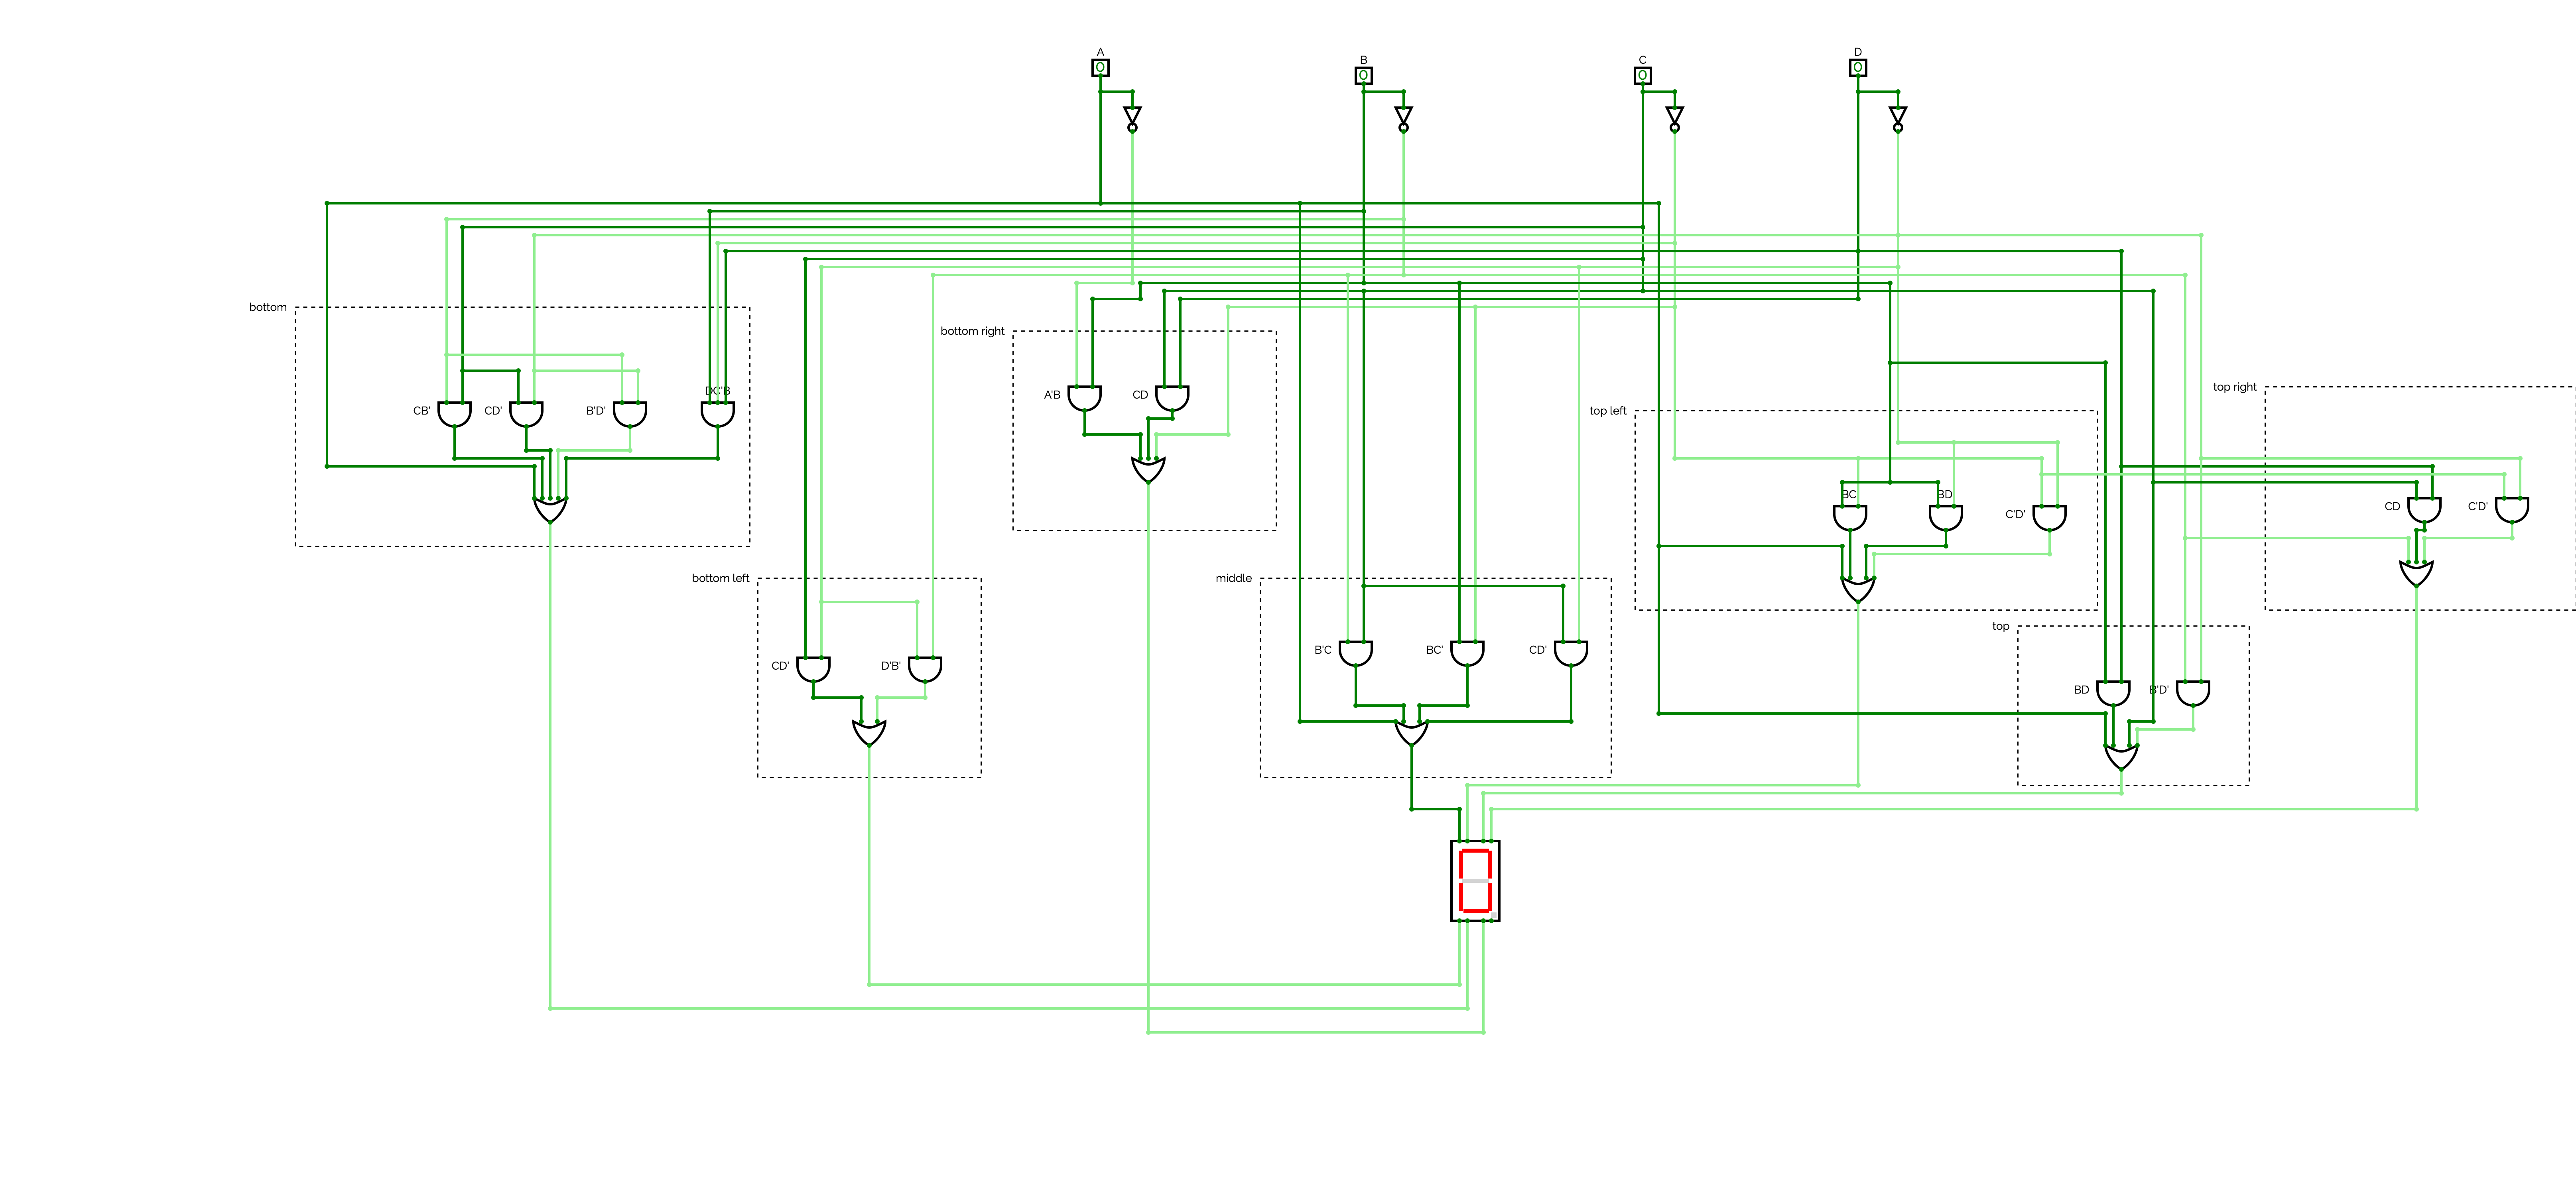 A
B
C
D
0
0
0
0
bottom
bottom right
top right
top left
CB'
CD'
B'D'
A'B
CD
BC
BD
C'D'
CD
C'D'
bottom left
middle
top
CD'
D'B'
B'C
BC'
CD'
BD
B'D'